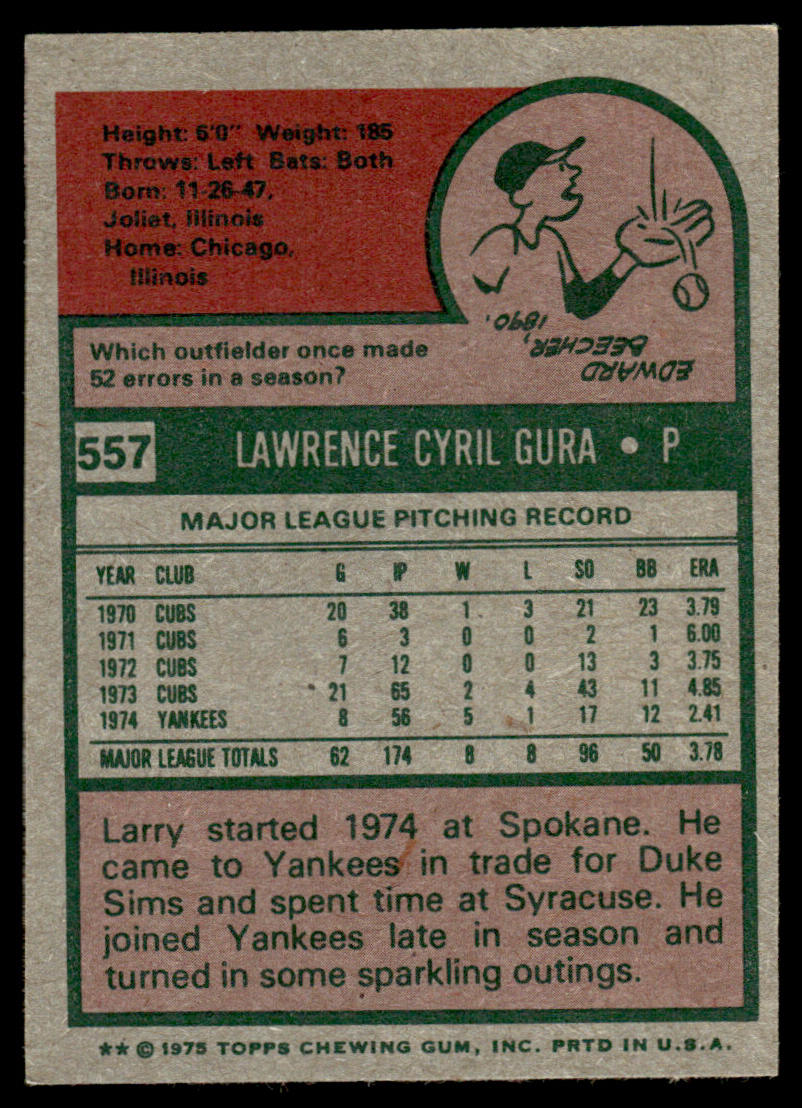 Height: 6'0" Weight: 185
Throws: Left Bats: Both
Born: 11-26-47,
Joliet, Illinois
Home: Chicago,
Illinois
Which outfielder once made
52 errors in a season?
EDWARD
BEECHER,
1890.
557 LAWRENCE CYRIL GURA • P
MAJOR LEAGUE PITCHING RECORD
YEAR CLUB G IP W L SO BB ERA
1970 CUBS 20 38 1 3 21 23 3.79
1971 CUBS 6 3 0 0 2 1 6.00
1972 CUBS 7 12 0 0 13 3 3.75
1973 CUBS 21 65 2 4 43 11 4.85
1974 YANKEES 8 56 5 1 17 12 2.41
MAJOR LEAGUE TOTALS 62 174 8 8 96 50 3.78
Larry started 1974 at Spokane. He
came to Yankees in trade for Duke
Sims and spent time at Syracuse. He
joined Yankees late in season and
turned in some sparkling outings.
** © 1975 TOPPS CHEWING GUM, INC. PRTD IN U.S.A.